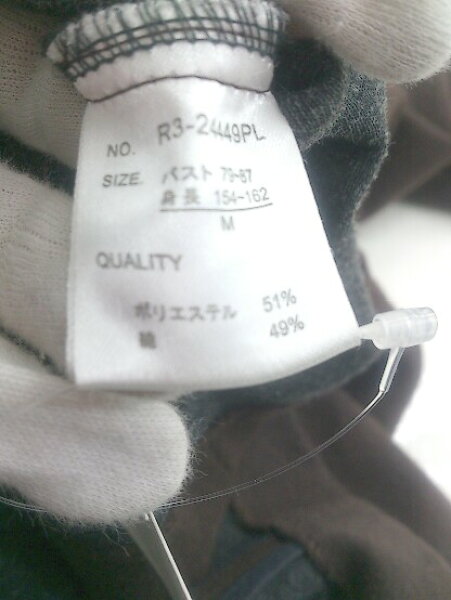 NO. R3-24449PL
SIZE. バスト 79-87
身長 154-162
M
QUALITY
ポリエステル 51%
綿 49%